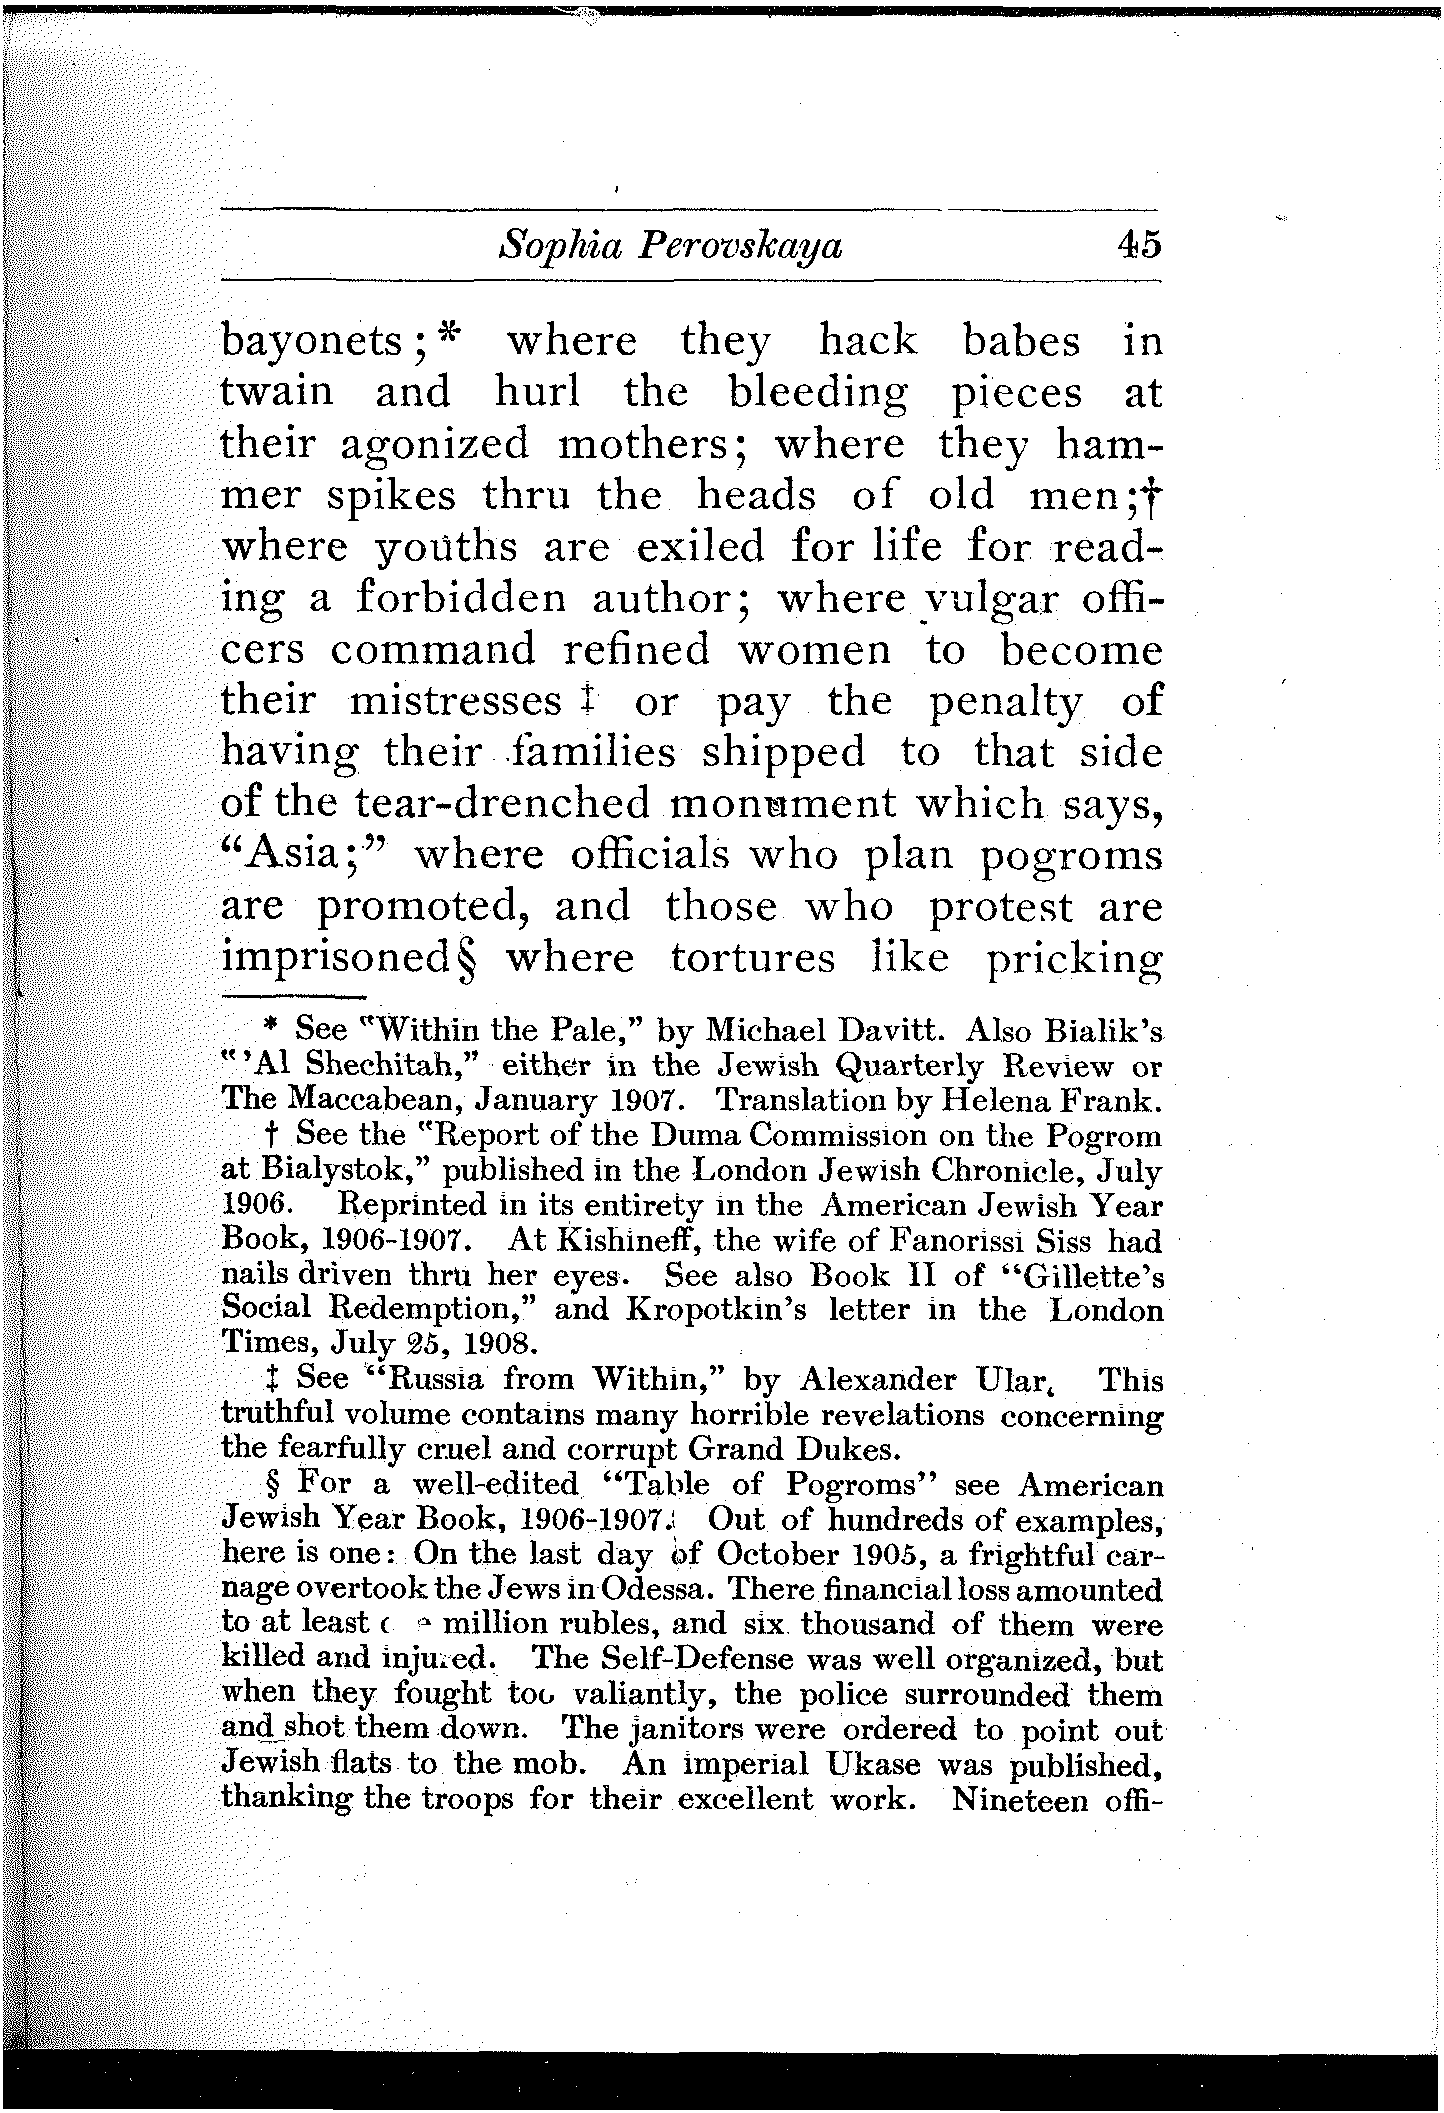 Sophia Perovskaya 45
bayonets;* where they hack babes in
twain and hurl the bleeding pieces at
their agonized mothers; where they ham-
mer spikes thru the heads of old men;†
where youths are exiled for life for read-
ing a forbidden author; where vulgar offi-
cers command refined women to become
their mistresses ‡ or pay the penalty of
having their families shipped to that side
of the tear-drenched monument which says,
“Asia;” where officials who plan pogroms
are promoted, and those who protest are
imprisoned§ where tortures like pricking
* See “Within the Pale,” by Michael Davitt. Also Bialik’s
“’Al Shechitah,” either in the Jewish Quarterly Review or
The Maccabean, January 1907. Translation by Helena Frank.
† See the “Report of the Duma Commission on the Pogrom
at Bialystok,” published in the London Jewish Chronicle, July
1906. Reprinted in its entirety in the American Jewish Year
Book, 1906-1907. At Kishineff, the wife of Fanorissi Siss had
nails driven thru her eyes. See also Book II of “Gillette’s
Social Redemption,” and Kropotkin’s letter in the London
Times, July 25, 1908.
‡ See “Russia from Within,” by Alexander Ular. This
truthful volume contains many horrible revelations concerning
the fearfully cruel and corrupt Grand Dukes.
§ For a well-edited “Table of Pogroms” see American
Jewish Year Book, 1906-1907. Out of hundreds of examples,
here is one: On the last day of October 1905, a frightful car-
nage overtook the Jews in Odessa. There financial loss amounted
to at least million rubles, and six thousand of them were
killed and injured. The Self-Defense was well organized, but
when they fought too valiantly, the police surrounded them
and shot them down. The janitors were ordered to point out
Jewish flats to the mob. An imperial Ukase was published,
thanking the troops for their excellent work. Nineteen offi-